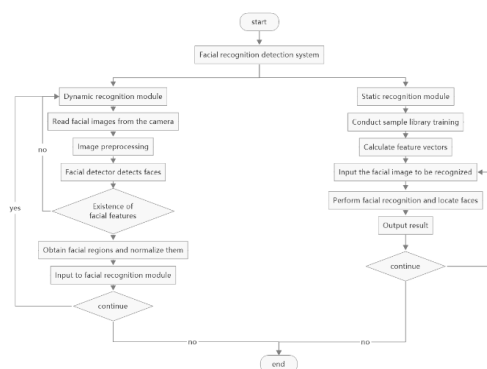 start
Facial recognition detection system
Dynamic recognition module
Static recognition module
Read facial images from the camera
Conduct sample library training
no
Image preprocessing
Calculate feature vectors
Facial detector detects faces
Input the facial image to be recognized
yes
Existence of
facial features
Perform facial recognition and locate faces
Output result
Obtain facial regions and normalize them
Input to facial recognition module
continue
continue
no
no
end